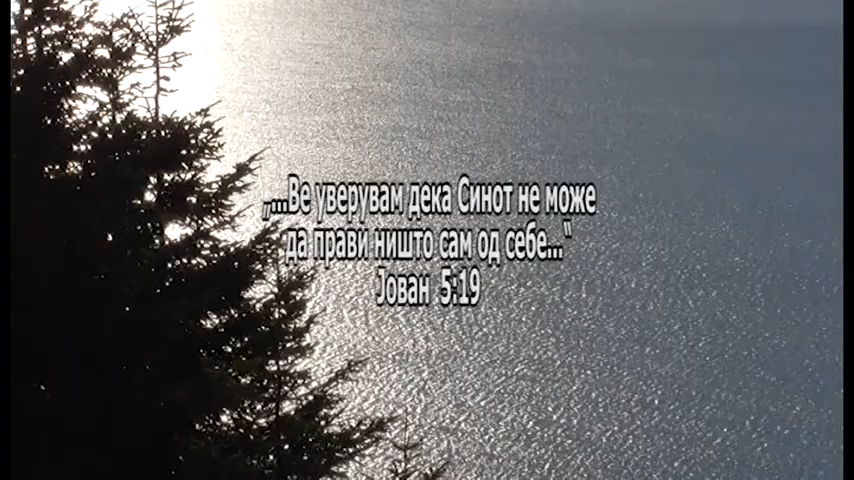 „...Ве уверувам дека Синот не може
да прави ништо сам од себе...“
Јован 5:19